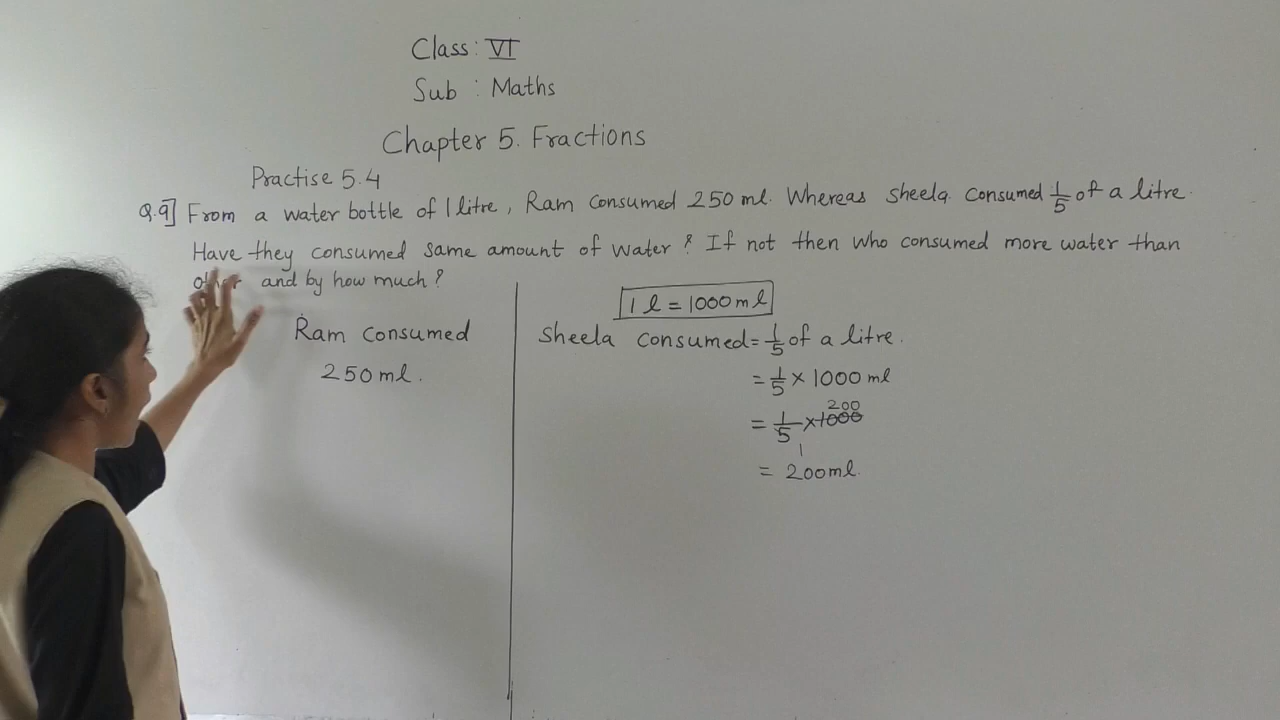 Class: VI
Sub : Maths
Chapter 5. Fractions
Practise 5.4
Q.9] From a water bottle of 1 litre, Ram consumed 250 ml. Whereas Sheela consumed 1/5 of a litre.
Have they consumed same amount of water? If not then who consumed more water than
other and by how much?
Ram consumed
250 ml.
1 l = 1000 ml
Sheela consumed = 1/5 of a litre.
= 1/5 × 1000 ml
200
= 1/5 × 1000
1
= 200 ml.